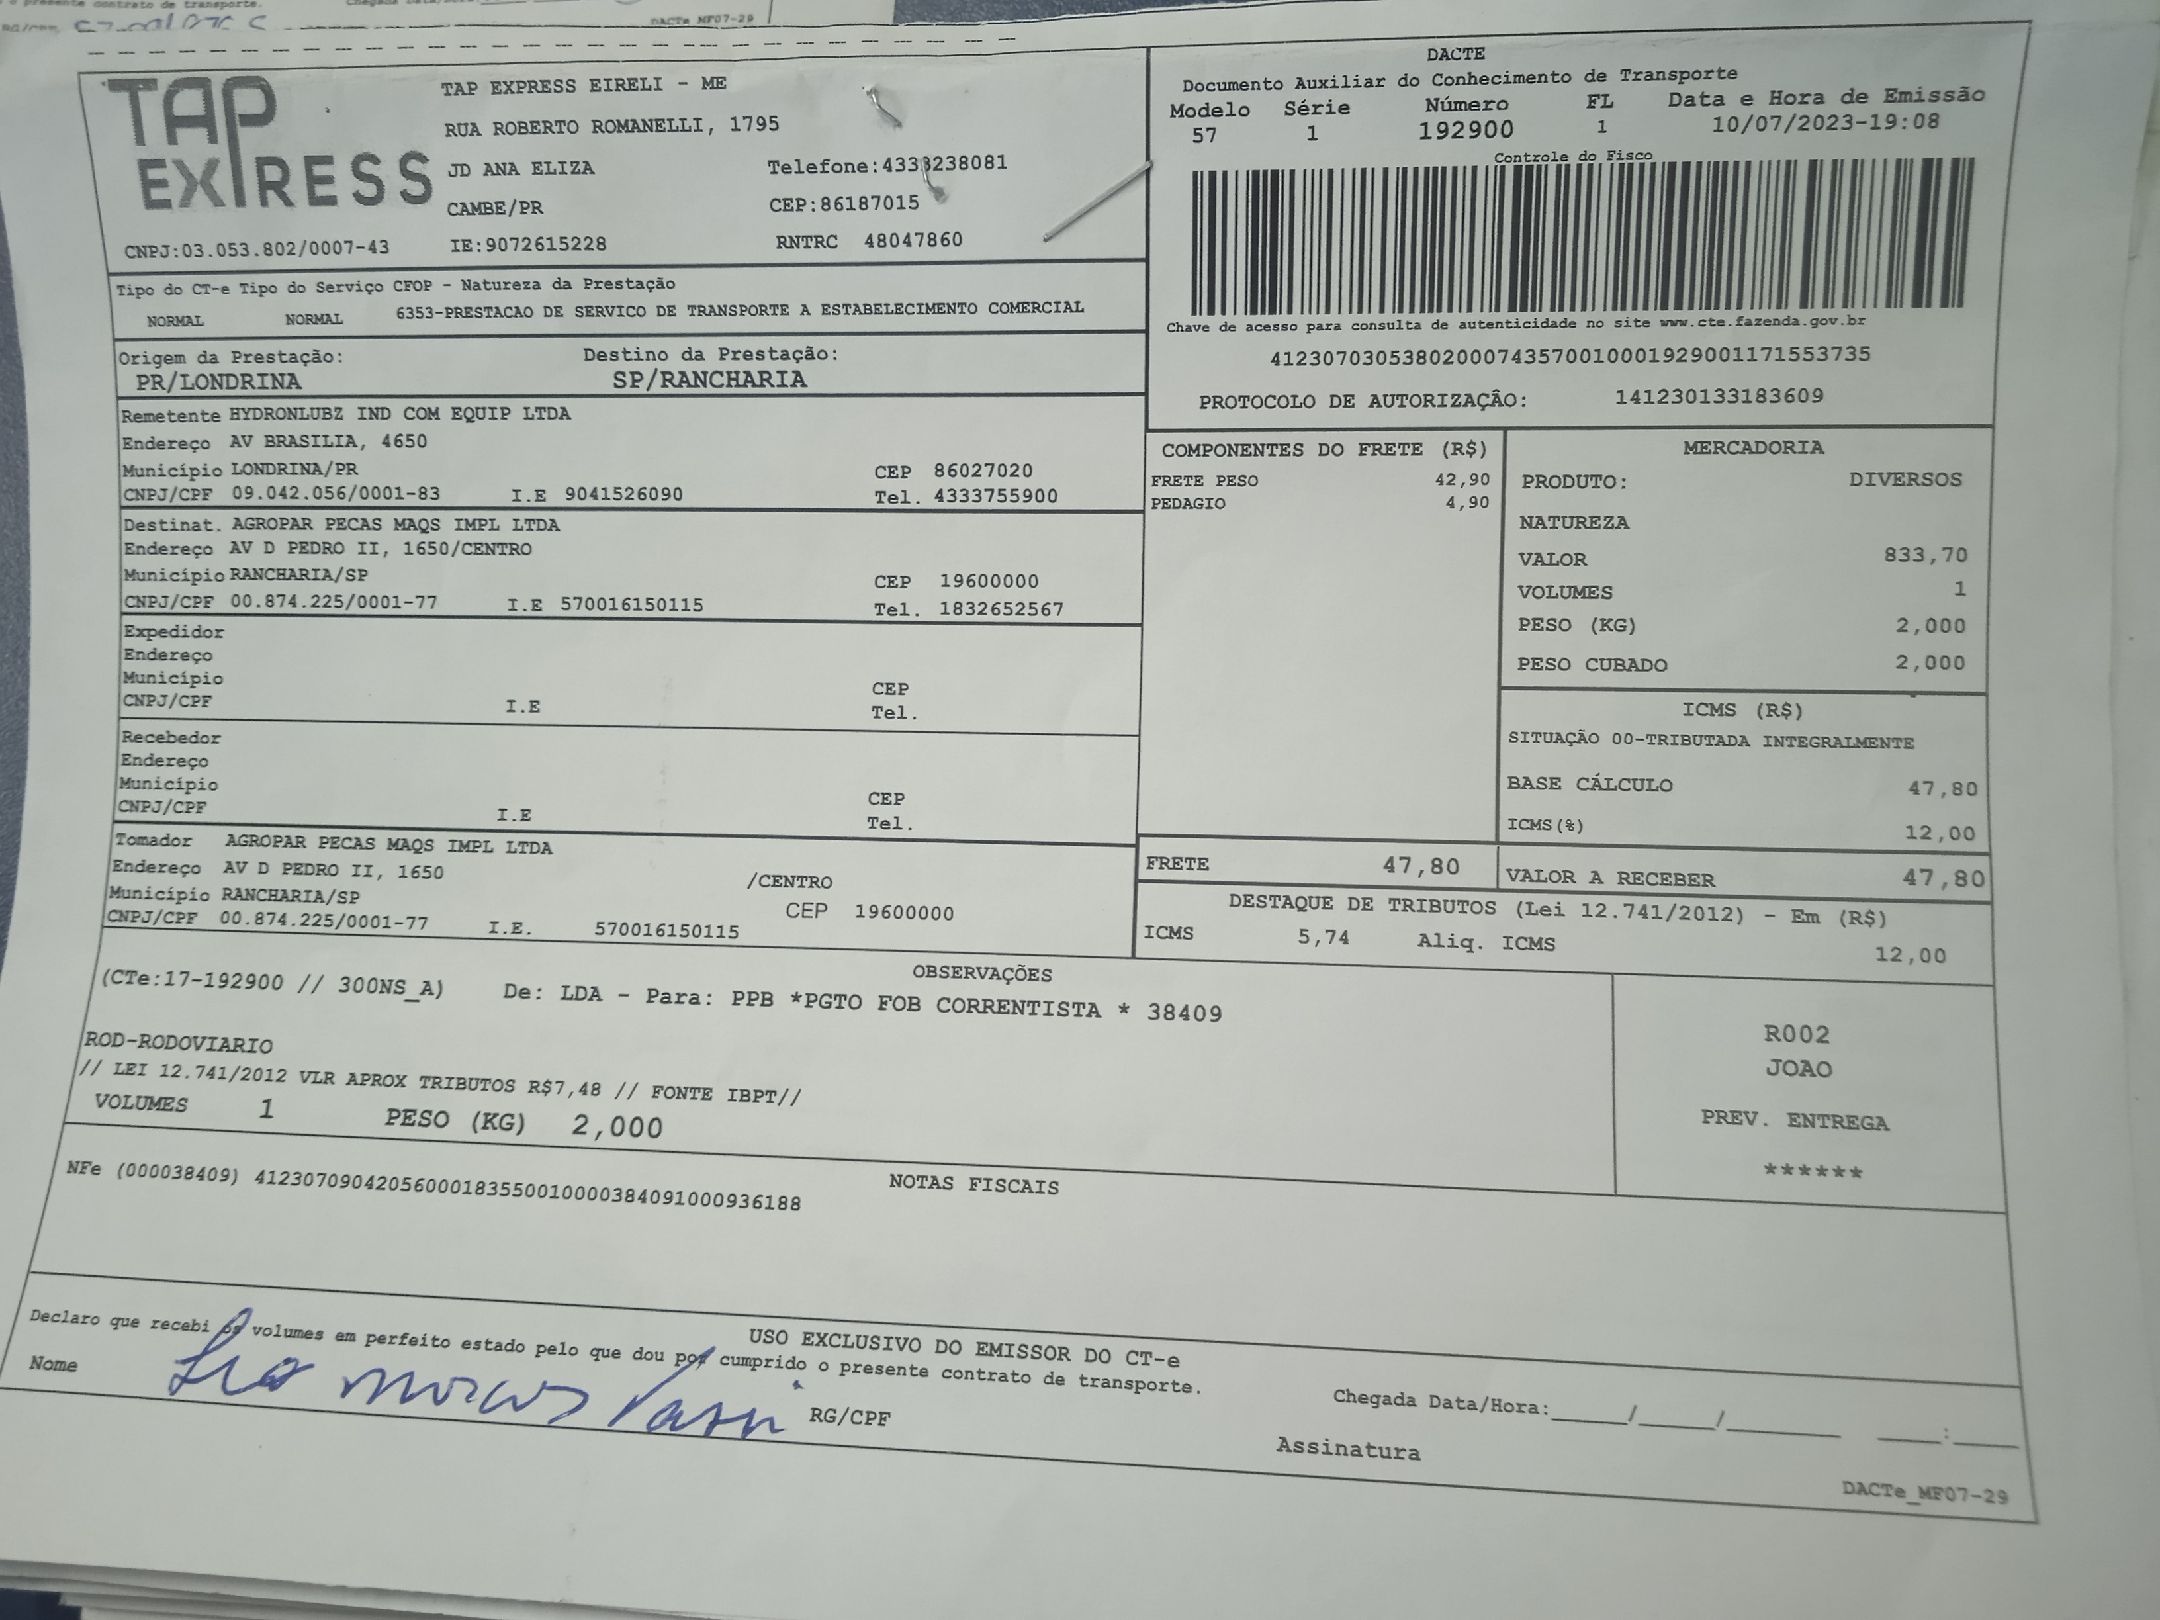 o presente contrato de transporte.
DACTe_MF07-29
TAP EXPRESS
TAP EXPRESS EIRELI - ME
RUA ROBERTO ROMANELLI, 1795
JD ANA ELIZA Telefone:4333238081
CAMBE/PR CEP:86187015
CNPJ:03.053.802/0007-43 IE:9072615228 RNTRC 48047860
DACTE
Documento Auxiliar do Conhecimento de Transporte
Modelo Série Número FL Data e Hora de Emissão
57 1 192900 1 10/07/2023-19:08
Controle do Fisco
Chave de acesso para consulta de autenticidade no site www.cte.fazenda.gov.br
41230703053802000743570010001929001171553735
PROTOCOLO DE AUTORIZAÇÃO: 141230133183609
Tipo do CT-e Tipo do Serviço CFOP - Natureza da Prestação
NORMAL NORMAL 6353-PRESTACAO DE SERVICO DE TRANSPORTE A ESTABELECIMENTO COMERCIAL
Origem da Prestação: Destino da Prestação:
PR/LONDRINA SP/RANCHARIA
Remetente HYDRONLUBZ IND COM EQUIP LTDA
Endereço AV BRASILIA, 4650
Município LONDRINA/PR CEP 86027020
CNPJ/CPF 09.042.056/0001-83 I.E 9041526090 Tel. 4333755900
Destinat. AGROPAR PECAS MAQS IMPL LTDA
Endereço AV D PEDRO II, 1650/CENTRO
Município RANCHARIA/SP CEP 19600000
CNPJ/CPF 00.874.225/0001-77 I.E 570016150115 Tel. 1832652567
Expedidor
Endereço
Município CEP
CNPJ/CPF I.E Tel.
Recebedor
Endereço
Município CEP
CNPJ/CPF I.E Tel.
Tomador AGROPAR PECAS MAQS IMPL LTDA
Endereço AV D PEDRO II, 1650 /CENTRO
Município RANCHARIA/SP CEP 19600000
CNPJ/CPF 00.874.225/0001-77 I.E. 570016150115
COMPONENTES DO FRETE (R$)
FRETE PESO 42,90
PEDAGIO 4,90
MERCADORIA
PRODUTO: DIVERSOS
NATUREZA
VALOR 833,70
VOLUMES 1
PESO (KG) 2,000
PESO CUBADO 2,000
ICMS (R$)
SITUAÇÃO 00-TRIBUTADA INTEGRALMENTE
BASE CÁLCULO 47,80
ICMS(%) 12,00
FRETE 47,80 VALOR A RECEBER 47,80
DESTAQUE DE TRIBUTOS (Lei 12.741/2012) - Em (R$)
ICMS 5,74 Aliq. ICMS 12,00
OBSERVAÇÕES
(CTe:17-192900 // 300NS_A) De: LDA - Para: PPB *PGTO FOB CORRENTISTA * 38409
ROD-RODOVIARIO
// LEI 12.741/2012 VLR APROX TRIBUTOS R$7,48 // FONTE IBPT//
VOLUMES 1 PESO (KG) 2,000
R002
JOAO
PREV. ENTREGA
******
NOTAS FISCAIS
NFe (000038409) 41230709042056000183550010000384091000936188
USO EXCLUSIVO DO EMISSOR DO CT-e
Declaro que recebi os volumes em perfeito estado pelo que dou por cumprido o presente contrato de transporte.
Nome RG/CPF Assinatura
Chegada Data/Hora:_____/_____/_______ ____:____
DACTe_MF07-29